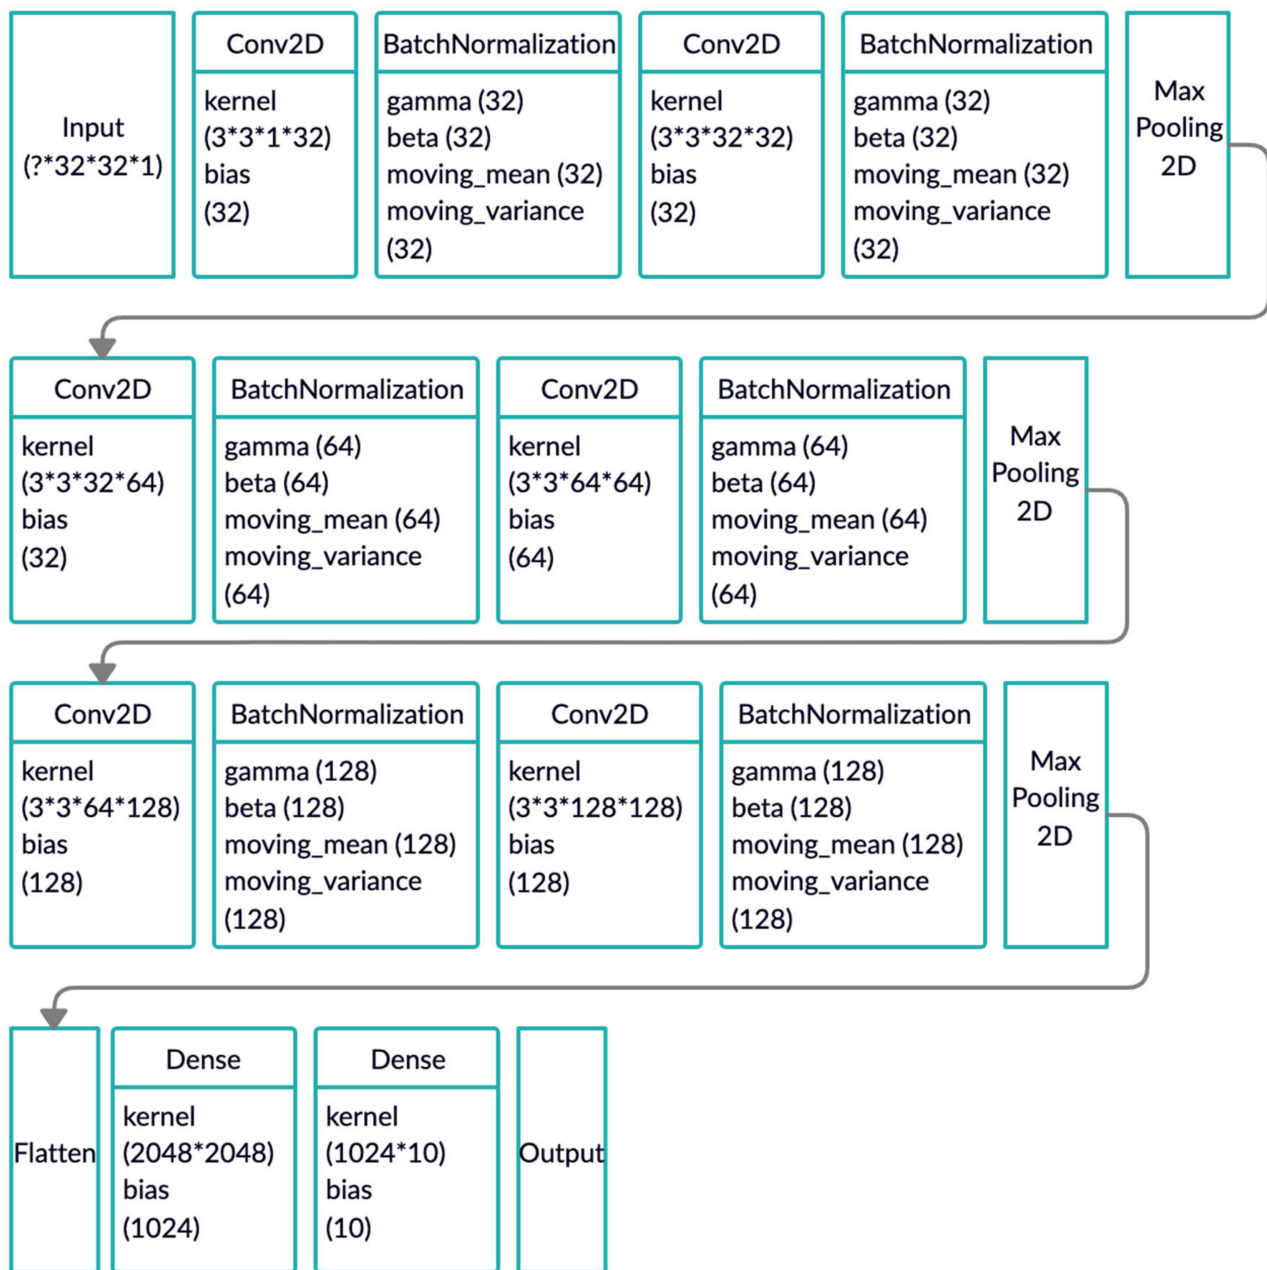 Input
(?*32*32*1)
Conv2D
kernel
(3*3*1*32)
bias
(32)
BatchNormalization
gamma (32)
beta (32)
moving_mean (32)
moving_variance
(32)
Conv2D
kernel
(3*3*32*32)
bias
(32)
BatchNormalization
gamma (32)
beta (32)
moving_mean (32)
moving_variance
(32)
Max
Pooling
2D
Conv2D
kernel
(3*3*32*64)
bias
(32)
BatchNormalization
gamma (64)
beta (64)
moving_mean (64)
moving_variance
(64)
Conv2D
kernel
(3*3*64*64)
bias
(64)
BatchNormalization
gamma (64)
beta (64)
moving_mean (64)
moving_variance
(64)
Max
Pooling
2D
Conv2D
kernel
(3*3*64*128)
bias
(128)
BatchNormalization
gamma (128)
beta (128)
moving_mean (128)
moving_variance
(128)
Conv2D
kernel
(3*3*128*128)
bias
(128)
BatchNormalization
gamma (128)
beta (128)
moving_mean (128)
moving_variance
(128)
Max
Pooling
2D
Flatten
Dense
kernel
(2048*2048)
bias
(1024)
Dense
kernel
(1024*10)
bias
(10)
Output